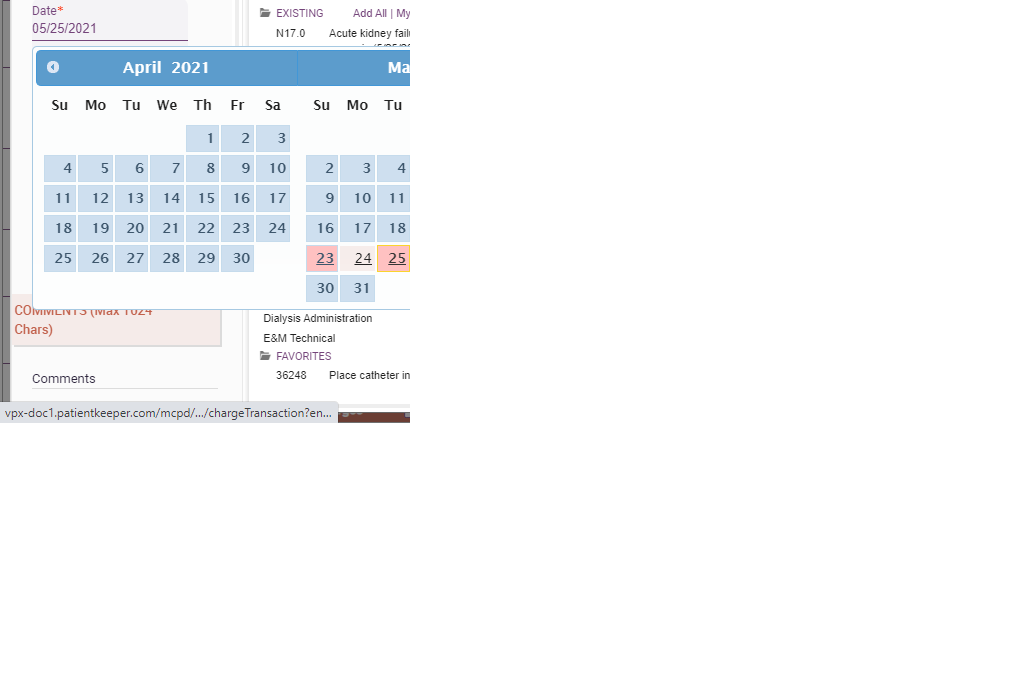 Date*
05/25/2021
EXISTING Add All | My
N17.0 Acute kidney fail
April 2021
Su Mo Tu We Th Fr Sa
1 2 3
4 5 6 7 8 9 10
11 12 13 14 15 16 17
18 19 20 21 22 23 24
25 26 27 28 29 30
Ma
Su Mo Tu
2 3 4
9 10 11
16 17 18
23 24 25
30 31
COMMENTS (Max 1024
Chars)
Comments
Dialysis Administration
E&M Technical
FAVORITES
36248 Place catheter in
vpx-doc1.patientkeeper.com/mcpd/.../chargeTransaction?en...